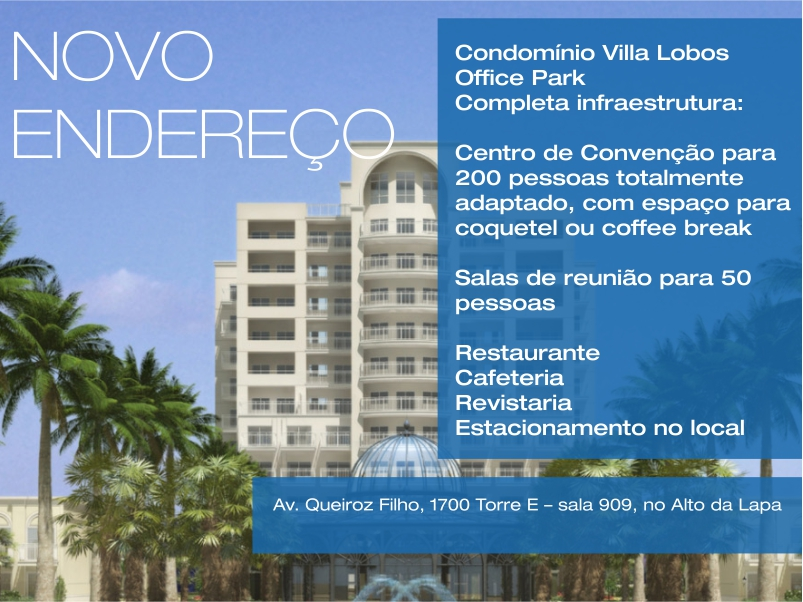 NOVO
ENDEREÇO
Condomínio Villa Lobos
Office Park
Completa infraestrutura:
Centro de Convenção para
200 pessoas totalmente
adaptado, com espaço para
coquetel ou coffee break
Salas de reunião para 50
pessoas
Restaurante
Cafeteria
Revistaria
Estacionamento no local
Av. Queiroz Filho, 1700 Torre E – sala 909, no Alto da Lapa